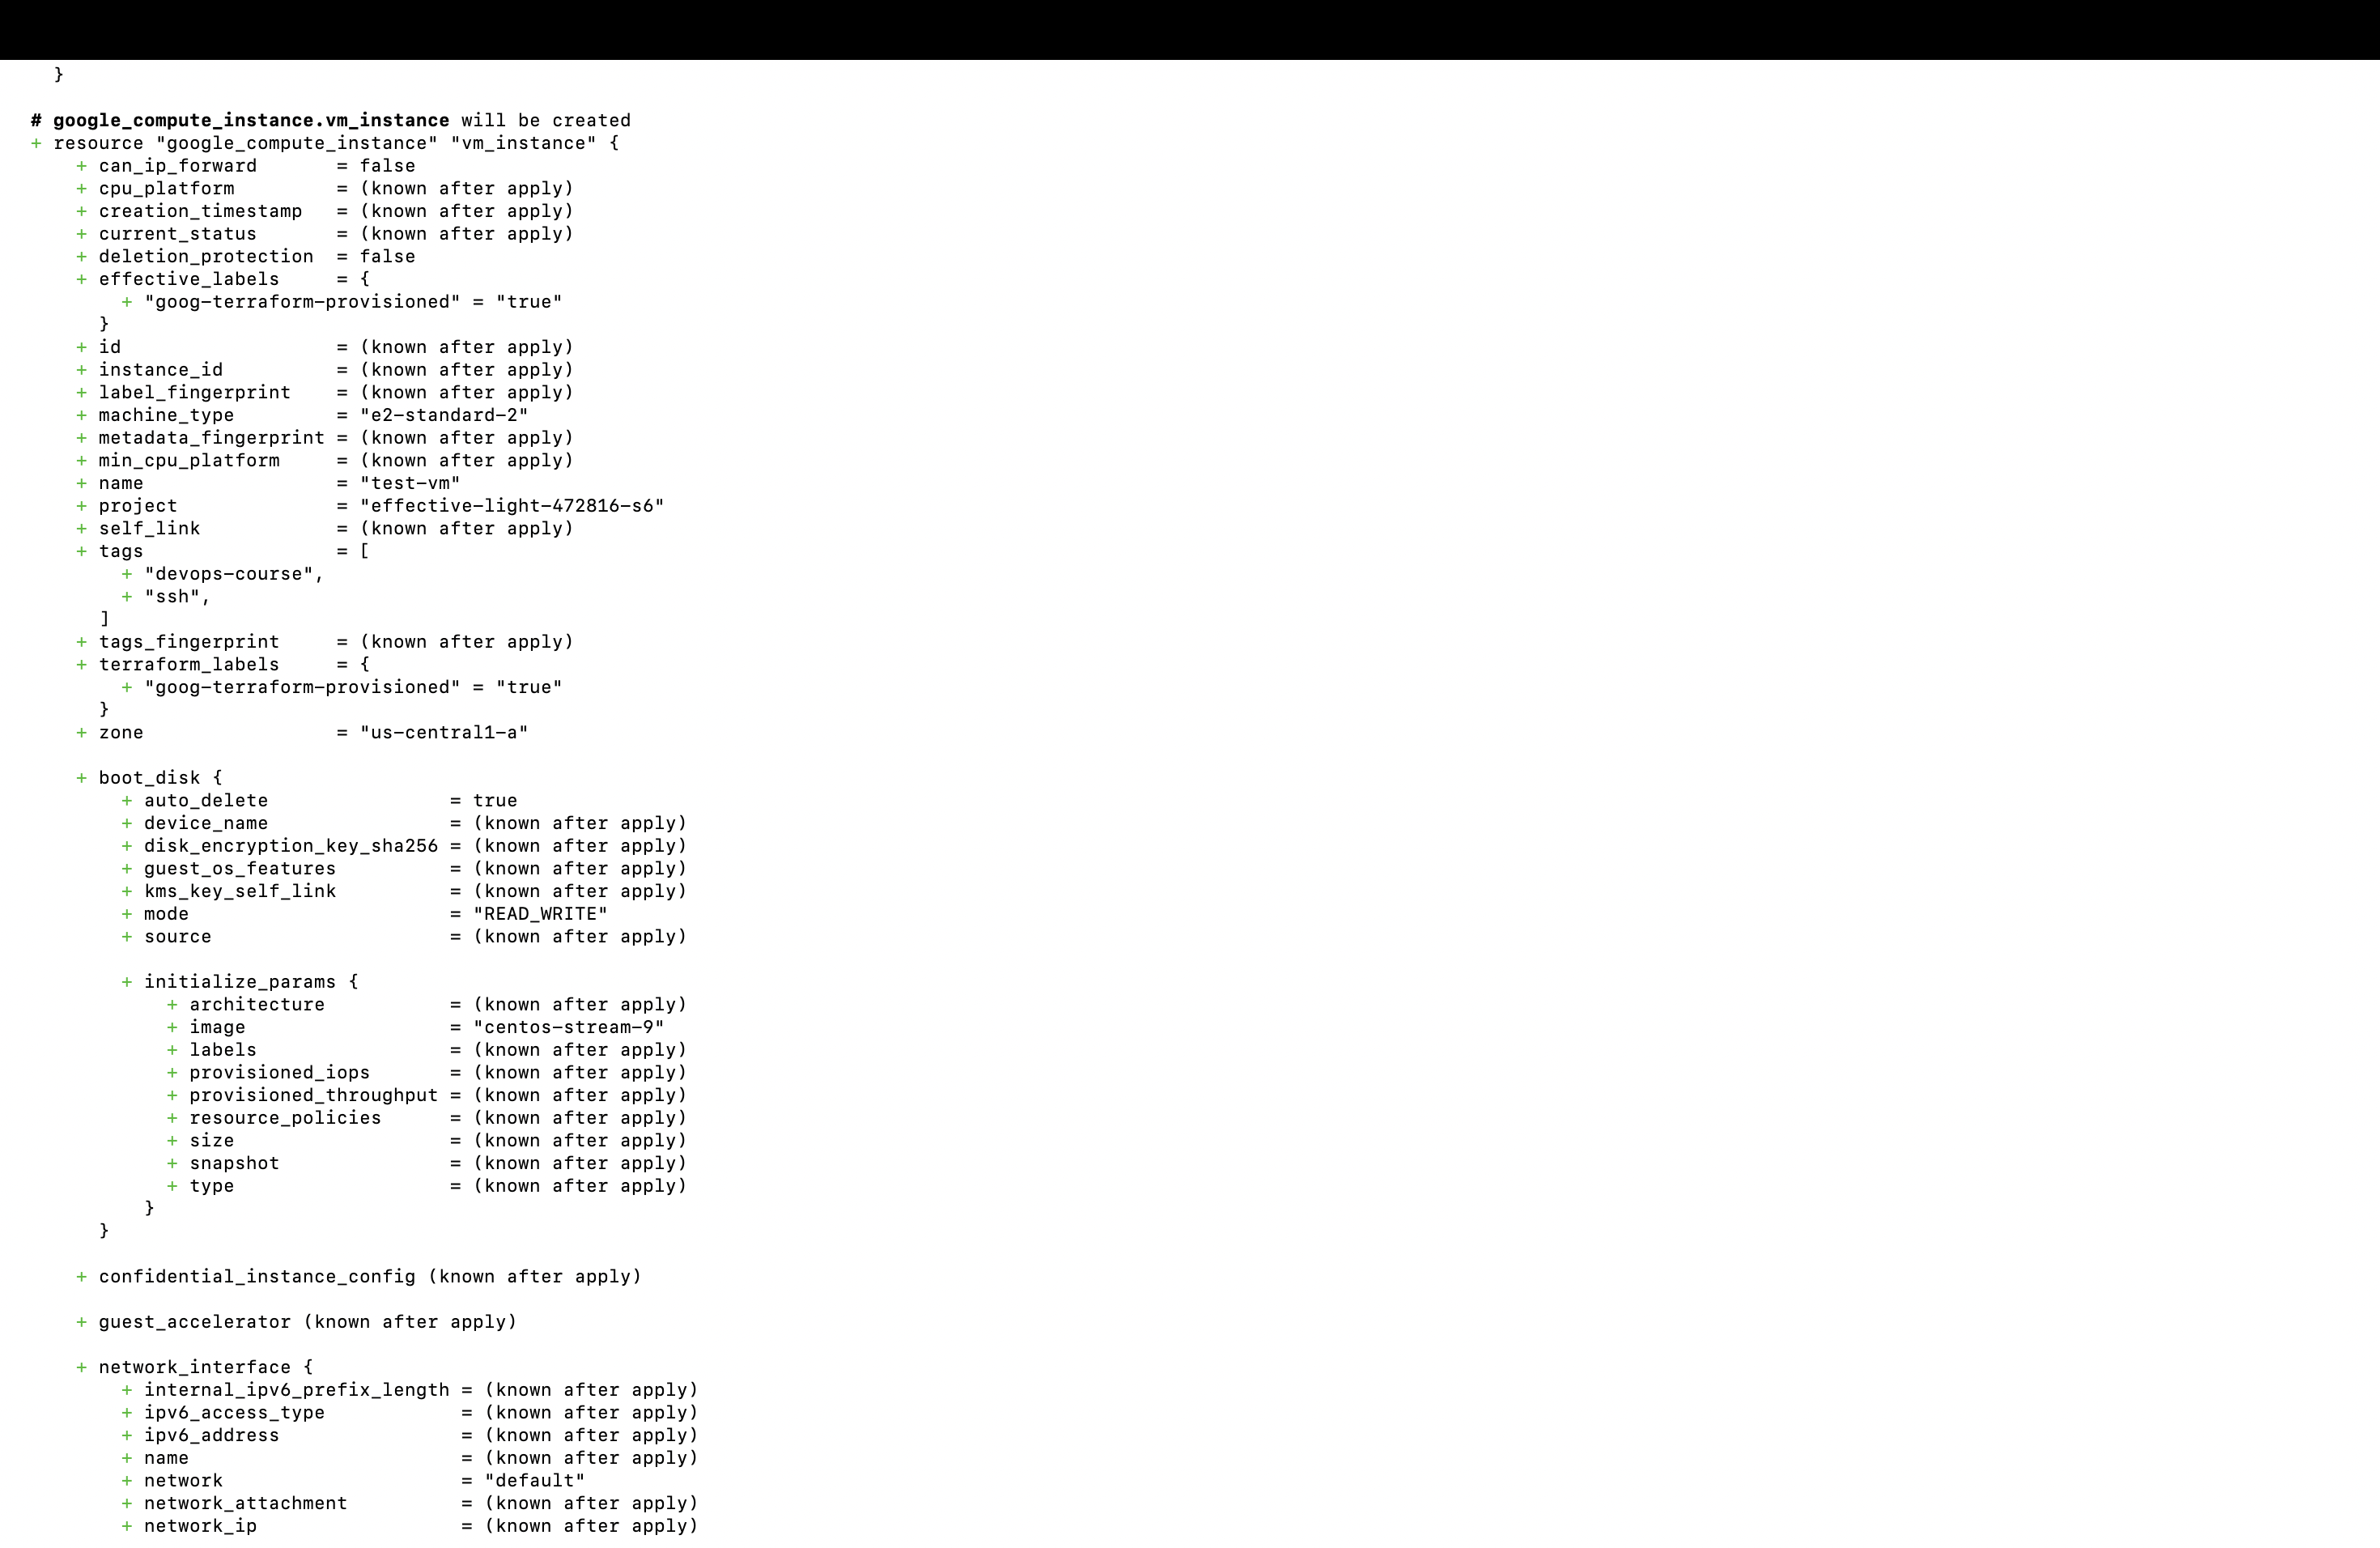 }
# google_compute_instance.vm_instance will be created
+ resource "google_compute_instance" "vm_instance" {
+ can_ip_forward = false
+ cpu_platform = (known after apply)
+ creation_timestamp = (known after apply)
+ current_status = (known after apply)
+ deletion_protection = false
+ effective_labels = {
+ "goog-terraform-provisioned" = "true"
}
+ id = (known after apply)
+ instance_id = (known after apply)
+ label_fingerprint = (known after apply)
+ machine_type = "e2-standard-2"
+ metadata_fingerprint = (known after apply)
+ min_cpu_platform = (known after apply)
+ name = "test-vm"
+ project = "effective-light-472816-s6"
+ self_link = (known after apply)
+ tags = [
+ "devops-course",
+ "ssh",
]
+ tags_fingerprint = (known after apply)
+ terraform_labels = {
+ "goog-terraform-provisioned" = "true"
}
+ zone = "us-central1-a"
+ boot_disk {
+ auto_delete = true
+ device_name = (known after apply)
+ disk_encryption_key_sha256 = (known after apply)
+ guest_os_features = (known after apply)
+ kms_key_self_link = (known after apply)
+ mode = "READ_WRITE"
+ source = (known after apply)
+ initialize_params {
+ architecture = (known after apply)
+ image = "centos-stream-9"
+ labels = (known after apply)
+ provisioned_iops = (known after apply)
+ provisioned_throughput = (known after apply)
+ resource_policies = (known after apply)
+ size = (known after apply)
+ snapshot = (known after apply)
+ type = (known after apply)
}
}
+ confidential_instance_config (known after apply)
+ guest_accelerator (known after apply)
+ network_interface {
+ internal_ipv6_prefix_length = (known after apply)
+ ipv6_access_type = (known after apply)
+ ipv6_address = (known after apply)
+ name = (known after apply)
+ network = "default"
+ network_attachment = (known after apply)
+ network_ip = (known after apply)